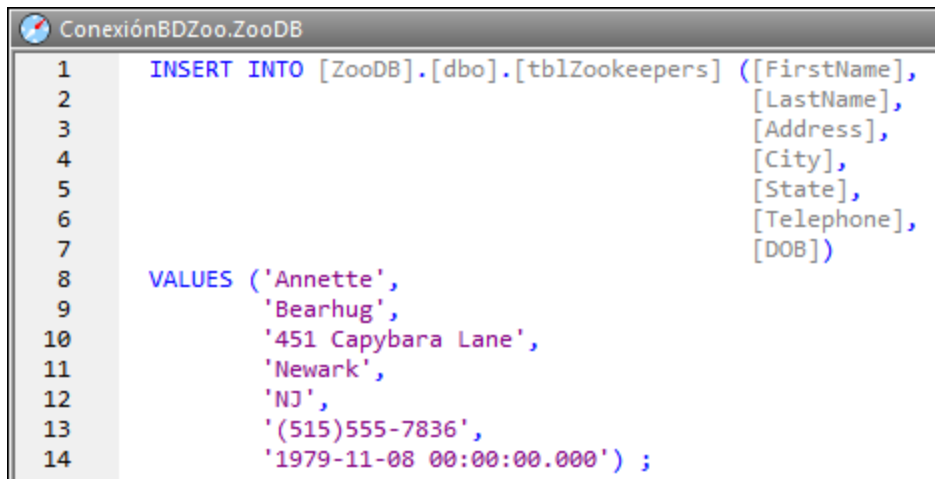 ConexiónBDZoo.ZooDB
1 INSERT INTO [ZooDB].[dbo].[tblZookeepers] ([FirstName],
2 [LastName],
3 [Address],
4 [City],
5 [State],
6 [Telephone],
7 [DOB])
8 VALUES ('Annette',
9 'Bearhug',
10 '451 Capybara Lane',
11 'Newark',
12 'NJ',
13 '(515)555-7836',
14 '1979-11-08 00:00:00.000') ;